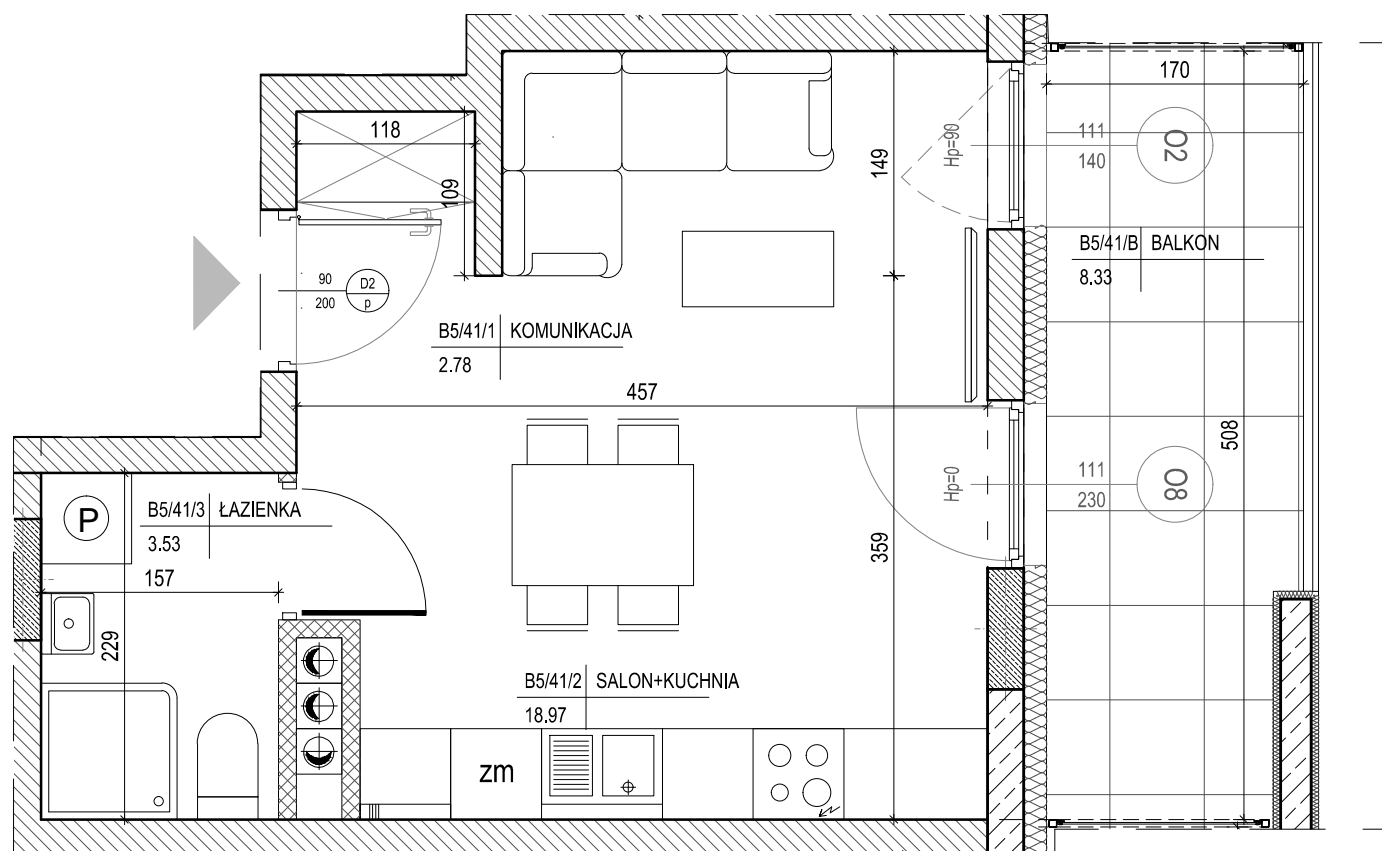 170
118
O2
111
140
Hp=90
149
109
B5/41/B BALKON
8.33
90
200
D2
p
B5/41/1 KOMUNIKACJA
2.78
457
508
O8
111
230
Hp=0
P
B5/41/3 ŁAZIENKA
3.53
359
157
229
B5/41/2 SALON+KUCHNIA
18.97
zm